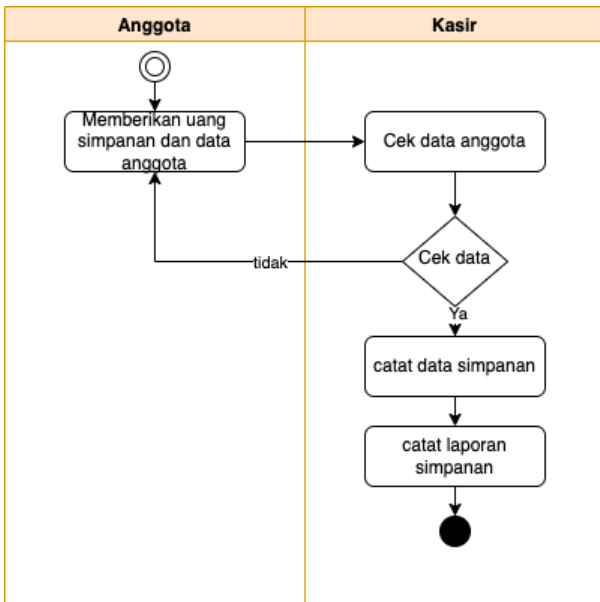 Anggota
Kasir
Memberikan uang
simpanan dan data
anggota
Cek data anggota
Cek data
tidak
Ya
catat data simpanan
catat laporan
simpanan